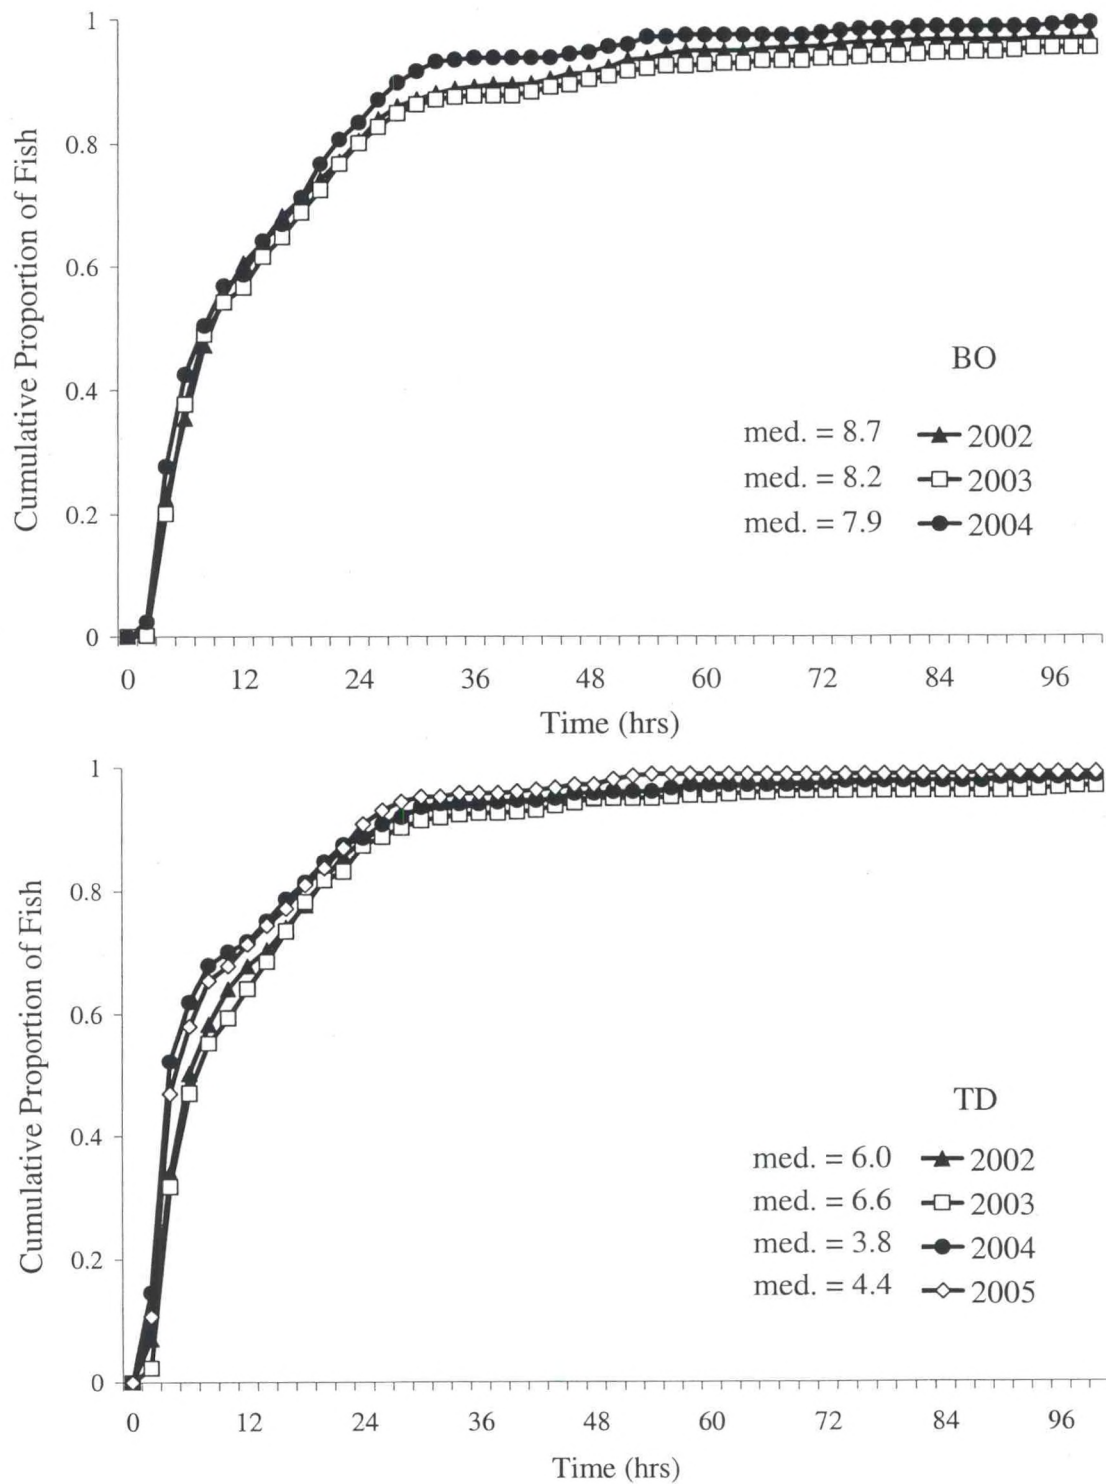 Cumulative Proportion of Fish
1
0.8
0.6
0.4
0.2
0
BO
med. = 8.7 2002
med. = 8.2 2003
med. = 7.9 2004
0 12 24 36 48 60 72 84 96
Time (hrs)
Cumulative Proportion of Fish
1
0.8
0.6
0.4
0.2
0
TD
med. = 6.0 2002
med. = 6.6 2003
med. = 3.8 2004
med. = 4.4 2005
0 12 24 36 48 60 72 84 96
Time (hrs)